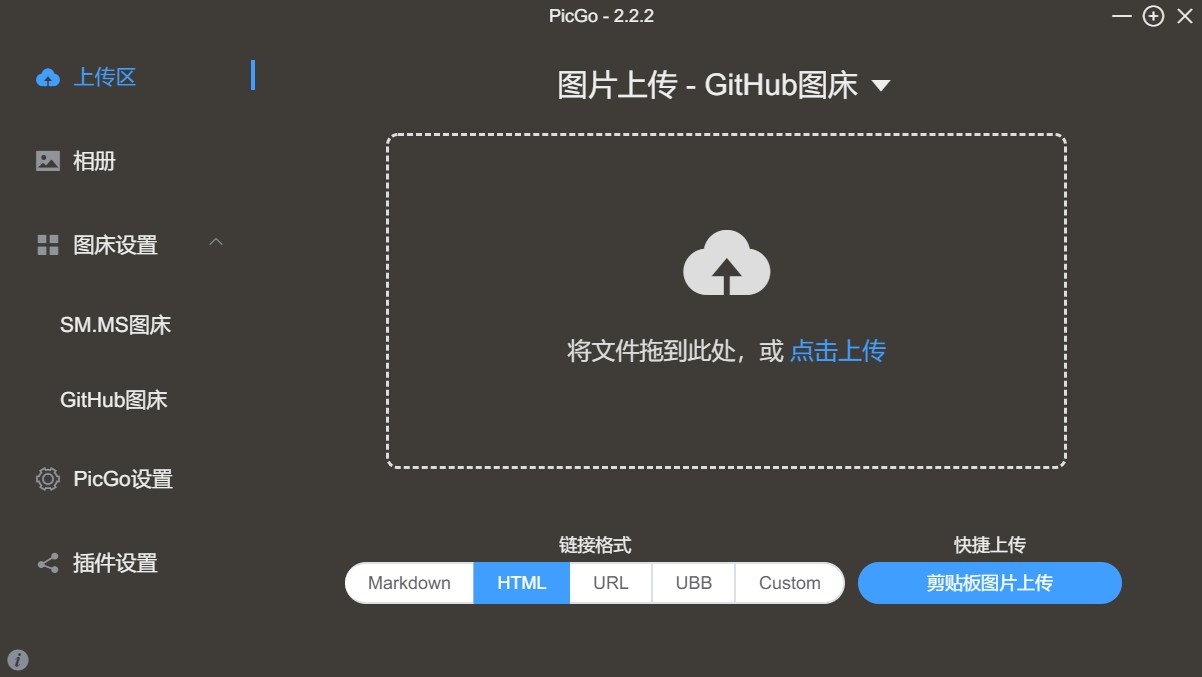 PicGo - 2.2.2
上传区
图片上传 - GitHub图床
相册
图床设置
SM.MS图床
GitHub图床
PicGo设置
插件设置
将文件拖到此处，或 点击上传
链接格式
快捷上传
Markdown HTML URL UBB Custom
剪贴板图片上传
i